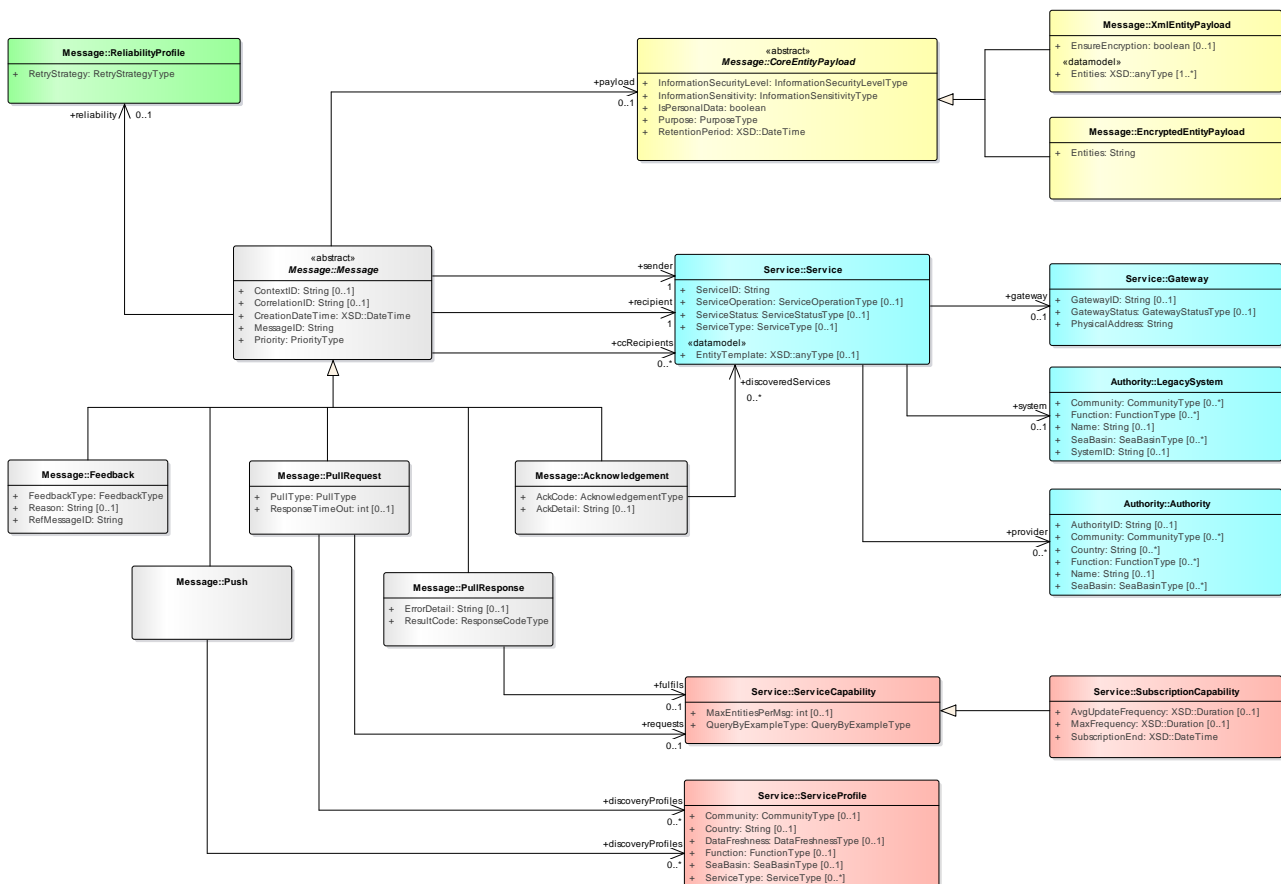 Message::ReliabilityProfile
+ RetryStrategy: RetryStrategyType
+reliability 0..1
«abstract»
Message::CoreEntityPayload
+ InformationSecurityLevel: InformationSecurityLevelType
+ InformationSensitivity: InformationSensitivityType
+ IsPersonalData: boolean
+ Purpose: PurposeType
+ RetentionPeriod: XSD::DateTime
+payload
0..1
Message::XmlEntityPayload
+ EnsureEncryption: boolean [0..1]
«datamodel»
+ Entities: XSD::anyType [1..*]
Message::EncryptedEntityPayload
+ Entities: String
«abstract»
Message::Message
+ ContextID: String [0..1]
+ CorrelationID: String [0..1]
+ CreationDateTime: XSD::DateTime
+ MessageID: String
+ Priority: PriorityType
+sender
1
+recipient
1
+ccRecipients
0..*
Service::Service
+ ServiceID: String
+ ServiceOperation: ServiceOperationType [0..1]
+ ServiceStatus: ServiceStatusType [0..1]
+ ServiceType: ServiceType [0..1]
«datamodel»
+ EntityTemplate: XSD::anyType [0..1]
+discoveredServices
0..*
+gateway
0..1
Service::Gateway
+ GatewayID: String [0..1]
+ GatewayStatus: GatewayStatusType [0..1]
+ PhysicalAddress: String
+system
0..1
Authority::LegacySystem
+ Community: CommunityType [0..*]
+ Function: FunctionType [0..*]
+ Name: String [0..1]
+ SeaBasin: SeaBasinType [0..*]
+ SystemID: String [0..1]
+provider
0..*
Authority::Authority
+ AuthorityID: String [0..1]
+ Community: CommunityType [0..*]
+ Country: String [0..*]
+ Function: FunctionType [0..*]
+ Name: String [0..1]
+ SeaBasin: SeaBasinType [0..*]
Message::Feedback
+ FeedbackType: FeedbackType
+ Reason: String [0..1]
+ RefMessageID: String
Message::PullRequest
+ PullType: PullType
+ ResponseTimeOut: int [0..1]
Message::Acknowledgement
+ AckCode: AcknowledgementType
+ AckDetail: String [0..1]
Message::Push
Message::PullResponse
+ ErrorDetail: String [0..1]
+ ResultCode: ResponseCodeType
+fulfils
0..1
+requests
0..1
Service::ServiceCapability
+ MaxEntitiesPerMsg: int [0..1]
+ QueryByExampleType: QueryByExampleType
Service::SubscriptionCapability
+ AvgUpdateFrequency: XSD::Duration [0..1]
+ MaxFrequency: XSD::Duration [0..1]
+ SubscriptionEnd: XSD::DateTime
+discoveryProfiles
0..*
+discoveryProfiles
0..*
Service::ServiceProfile
+ Community: CommunityType [0..1]
+ Country: String [0..1]
+ DataFreshness: DataFreshnessType [0..1]
+ Function: FunctionType [0..1]
+ SeaBasin: SeaBasinType [0..1]
+ ServiceType: ServiceType [0..*]